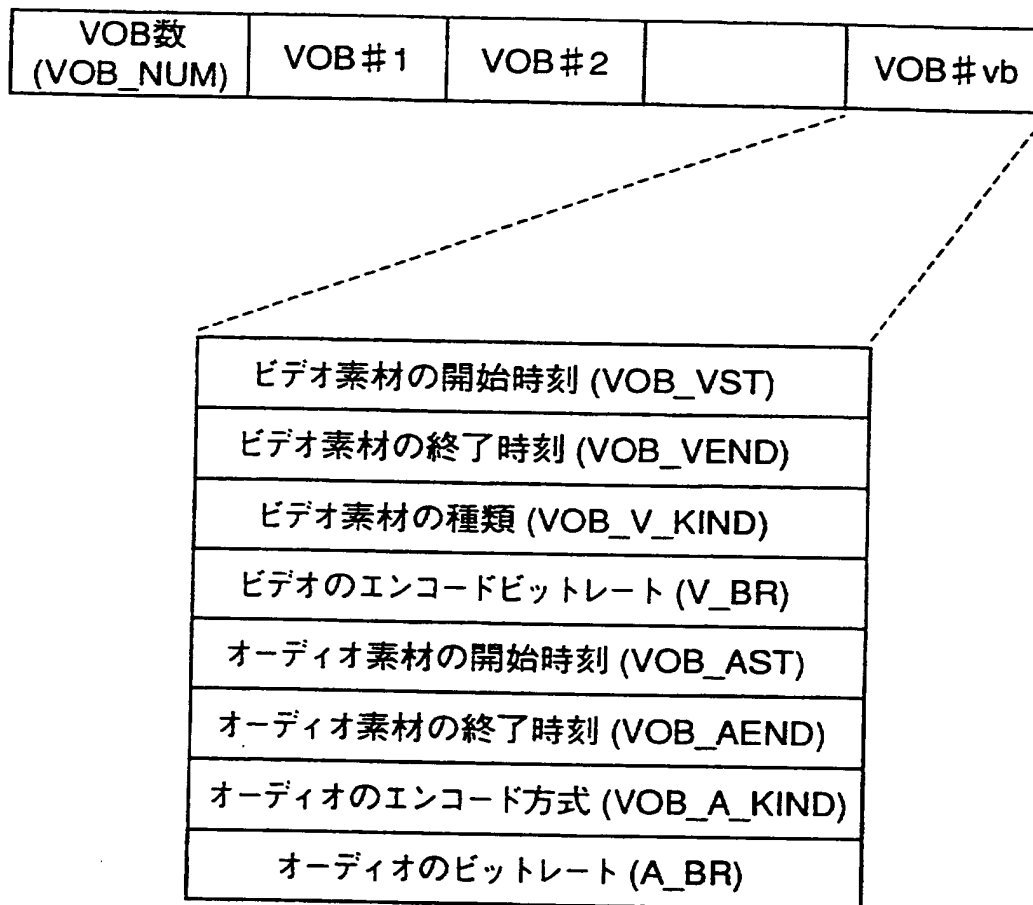 VOB数
(VOB_NUM)
VOB#1
VOB#2
VOB#vb
ビデオ素材の開始時刻 (VOB_VST)
ビデオ素材の終了時刻 (VOB_VEND)
ビデオ素材の種類 (VOB_V_KIND)
ビデオのエンコードビットレート (V_BR)
オーディオ素材の開始時刻 (VOB_AST)
オーディオ素材の終了時刻 (VOB_AEND)
オーディオのエンコード方式 (VOB_A_KIND)
オーディオのビットレート (A_BR)